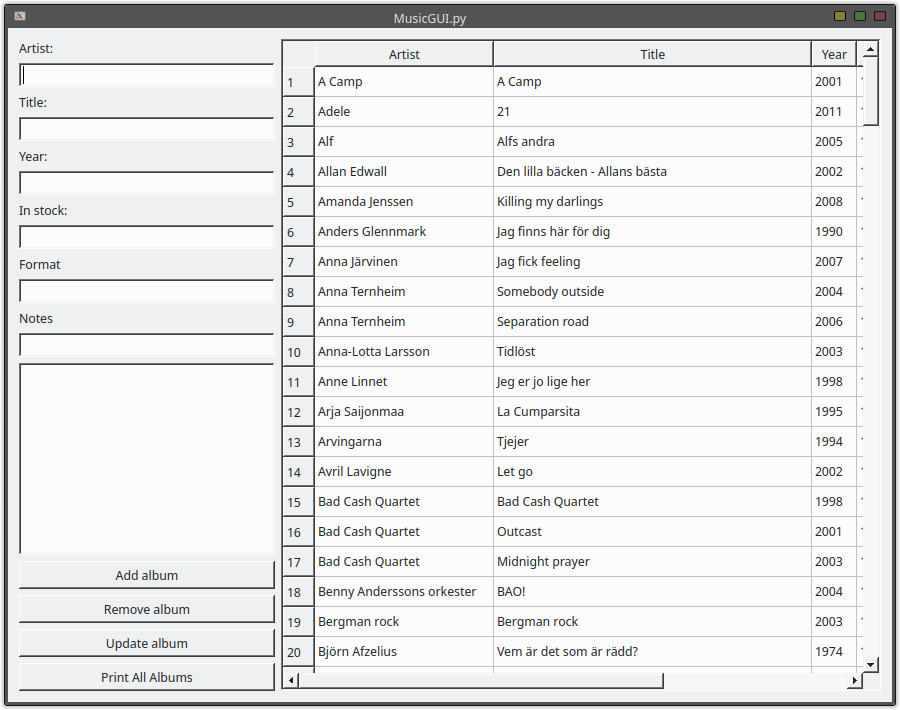 MusicGUI.py
Artist:
Title:
Year:
In stock:
Format
Notes
Add album
Remove album
Update album
Print All Albums
Artist Title Year
1 A Camp A Camp 2001
2 Adele 21 2011
3 Alf Alfs andra 2005
4 Allan Edwall Den lilla bäcken - Allans bästa 2002
5 Amanda Jenssen Killing my darlings 2008
6 Anders Glennmark Jag finns här för dig 1990
7 Anna Järvinen Jag fick feeling 2007
8 Anna Ternheim Somebody outside 2004
9 Anna Ternheim Separation road 2006
10 Anna-Lotta Larsson Tidlöst 2003
11 Anne Linnet Jeg er jo lige her 1998
12 Arja Saijonmaa La Cumparsita 1995
13 Arvingarna Tjejer 1994
14 Avril Lavigne Let go 2002
15 Bad Cash Quartet Bad Cash Quartet 1998
16 Bad Cash Quartet Outcast 2001
17 Bad Cash Quartet Midnight prayer 2003
18 Benny Anderssons orkester BAO! 2004
19 Bergman rock Bergman rock 2003
20 Björn Afzelius Vem är det som är rädd? 1974